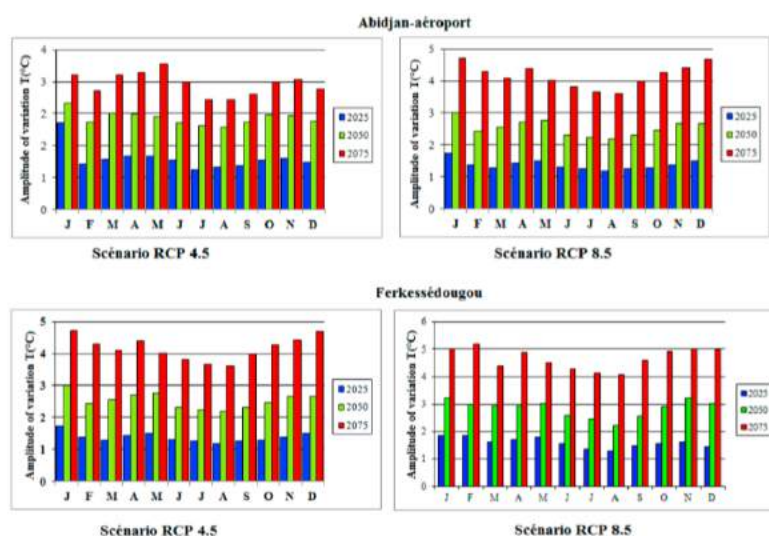 Abidjan-aéroport
Amplitude of variation T(°C)
4
3
2
2
1
0
J F M A M J J A S O N D
2025
2050
2075
Scénario RCP 4.5
Amplitude of variation T(°C)
5
4
3
2
1
0
J F M A M J J A S O N D
2025
2050
2075
Scénario RCP 8.5
Ferkessédougou
Amplitude of variation T(°C)
5
4
3
2
1
0
J F M A M J J A S O N D
2025
2050
2075
Scénario RCP 4.5
Amplitude of variation T(°C)
6
5
4
3
2
1
0
J F M A M J J A S O N D
2025
2050
2075
Scénario RCP 8.5